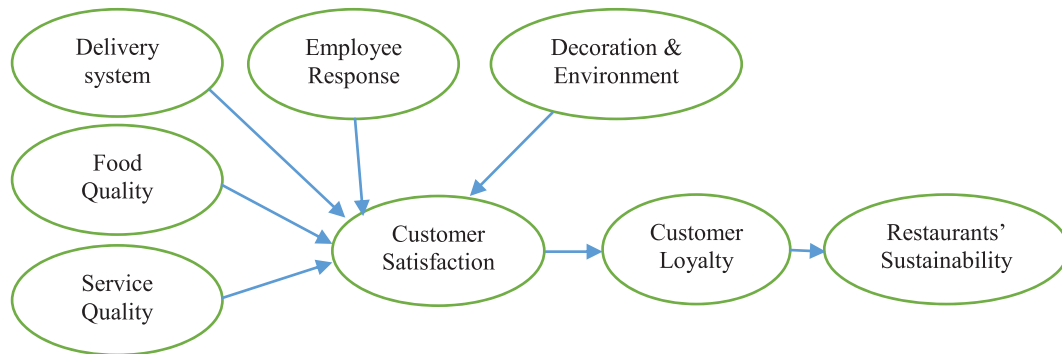 Delivery
system
Employee
Response
Decoration &
Environment
Food
Quality
Service
Quality
Customer
Satisfaction
Customer
Loyalty
Restaurants’
Sustainability